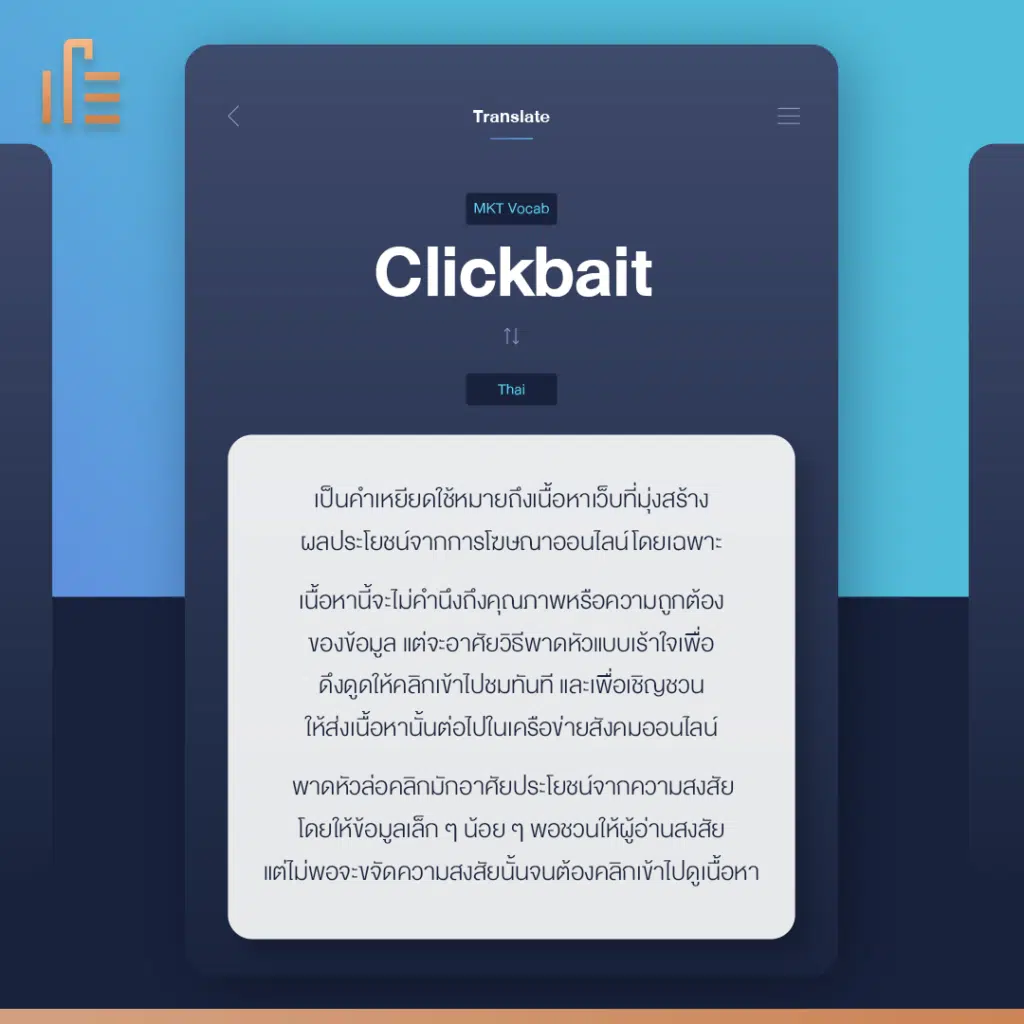 Translate
MKT Vocab
Clickbait
Thai
เป็นคำเหยียดใช้หมายถึงเนื้อหาเว็บที่มุ่งสร้าง
ผลประโยชน์จากการโฆษณาออนไลน์โดยเฉพาะ
เนื้อหานี้จะไม่คำนึงถึงคุณภาพหรือความถูกต้อง
ของข้อมูล แต่จะอาศัยวิธีพาดหัวแบบเร้าใจเพื่อ
ดึงดูดให้คลิกเข้าไปชมทันที และเพื่อเชิญชวน
ให้ส่งเนื้อหานั้นต่อไปในเครือข่ายสังคมออนไลน์
พาดหัวล่อคลิกมักอาศัยประโยชน์จากความสงสัย
โดยให้ข้อมูลเล็ก ๆ น้อย ๆ พอชวนให้ผู้อ่านสงสัย
แต่ไม่พอจะขจัดความสงสัยนั้นจนต้องคลิกเข้าไปดูเนื้อหา